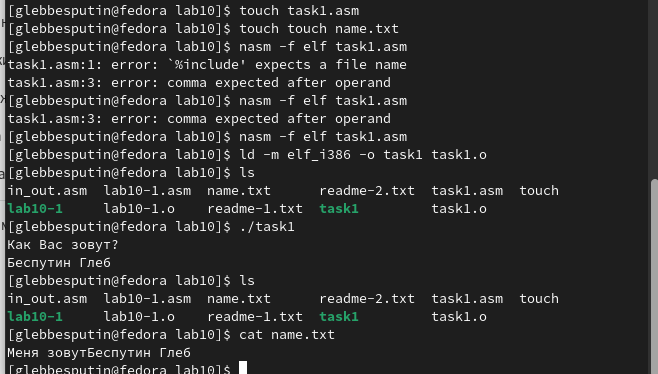 [glebbesputin@fedora lab10]$ touch task1.asm
[glebbesputin@fedora lab10]$ touch touch name.txt
[glebbesputin@fedora lab10]$ nasm -f elf task1.asm
task1.asm:1: error: `%include' expects a file name
task1.asm:3: error: comma expected after operand
[glebbesputin@fedora lab10]$ nasm -f elf task1.asm
task1.asm:3: error: comma expected after operand
[glebbesputin@fedora lab10]$ nasm -f elf task1.asm
[glebbesputin@fedora lab10]$ ld -m elf_i386 -o task1 task1.o
[glebbesputin@fedora lab10]$ ls
in_out.asm  lab10-1.asm  name.txt      readme-2.txt  task1.asm  touch
lab10-1     lab10-1.o    readme-1.txt  task1         task1.o
[glebbesputin@fedora lab10]$ ./task1
Как Вас зовут?
Беспутин Глеб
[glebbesputin@fedora lab10]$ ls
in_out.asm  lab10-1.asm  name.txt      readme-2.txt  task1.asm  touch
lab10-1     lab10-1.o    readme-1.txt  task1         task1.o
[glebbesputin@fedora lab10]$ cat name.txt
Меня зовутБеспутин Глеб
[glebbesputin@fedora lab10]$